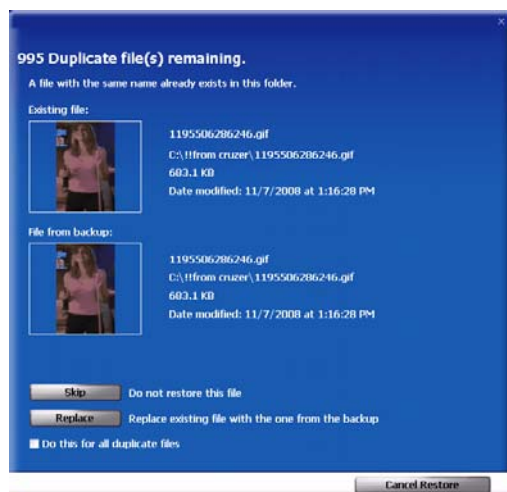 995 Duplicate file(s) remaining.
A file with the same name already exists in this folder.
Existing file:
1195506286246.gif
C:\!!from cruzer\1195506286246.gif
603.1 KB
Date modified: 11/7/2008 at 1:16:28 PM
File from backup:
1195506286246.gif
C:\!!from cruzer\1195506286246.gif
603.1 KB
Date modified: 11/7/2008 at 1:16:28 PM
Skip Do not restore this file
Replace Replace existing file with the one from the backup
Do this for all duplicate files
Cancel Restore